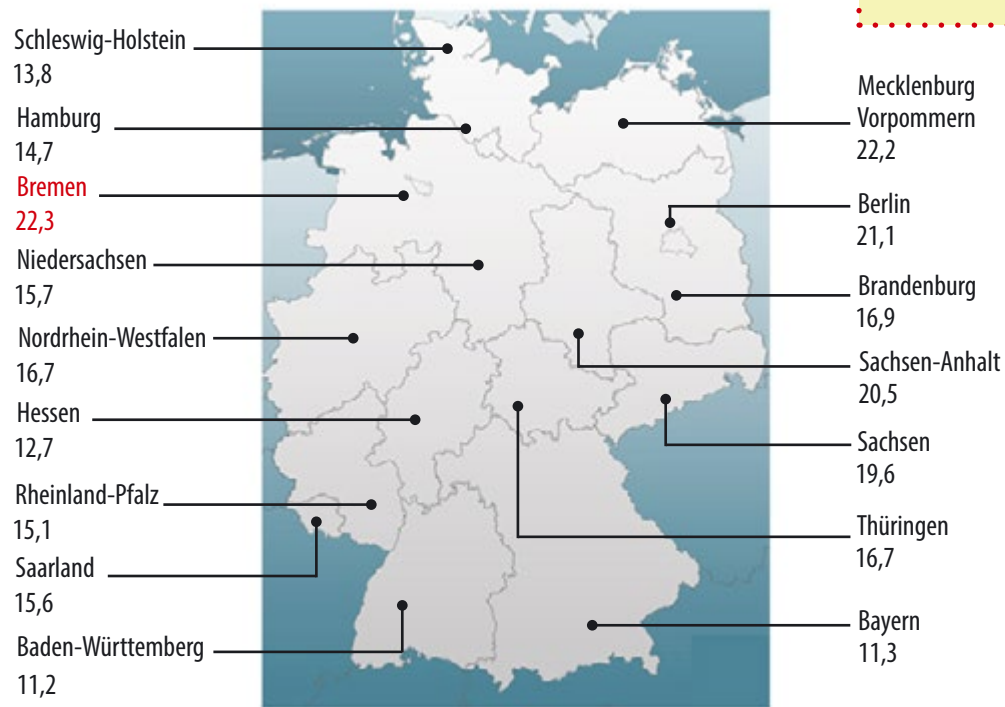 Schleswig-Holstein
13,8
Hamburg
14,7
Bremen
22,3
Niedersachsen
15,7
Nordrhein-Westfalen
16,7
Hessen
12,7
Rheinland-Pfalz
15,1
Saarland
15,6
Baden-Württemberg
11,2
Mecklenburg
Vorpommern
22,2
Berlin
21,1
Brandenburg
16,9
Sachsen-Anhalt
20,5
Sachsen
19,6
Thüringen
16,7
Bayern
11,3